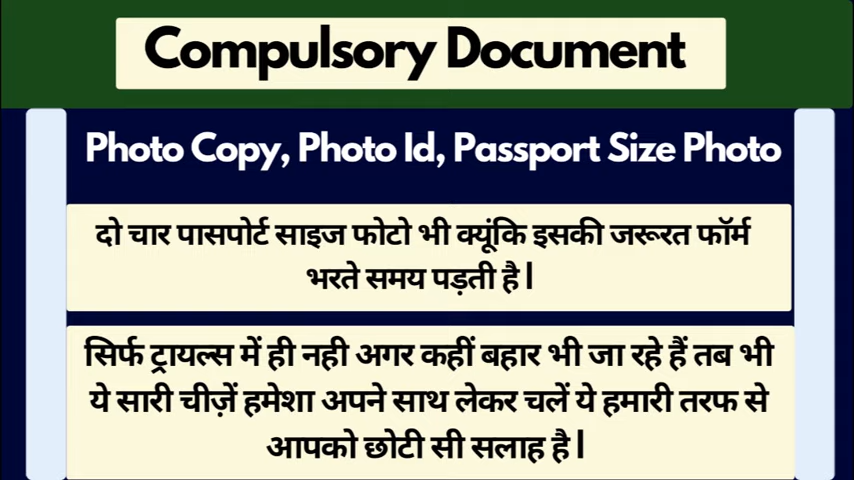 Compulsory Document
Photo Copy, Photo Id, Passport Size Photo
दो चार पासपोर्ट साइज फोटो भी क्यूंकि इसकी जरूरत फॉर्म
भरते समय पड़ती है।
सिर्फ ट्रायल्स में ही नही अगर कहीं बहार भी जा रहे हैं तब भी
ये सारी चीज़ें हमेशा अपने साथ लेकर चलें ये हमारी तरफ से
आपको छोटी सी सलाह है।